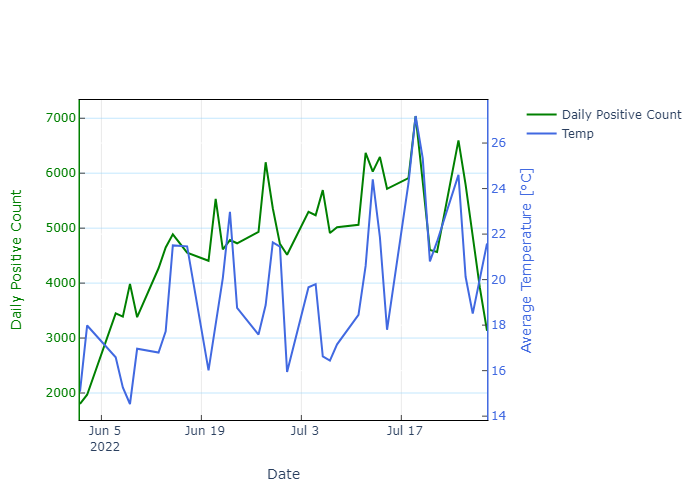 Daily Positive Count
Temp
7000
6000
5000
4000
3000
2000
26
24
22
20
18
16
14
Daily Positive Count
Average Temperature [°C]
Jun 5
2022
Jun 19
Jul 3
Jul 17
Date